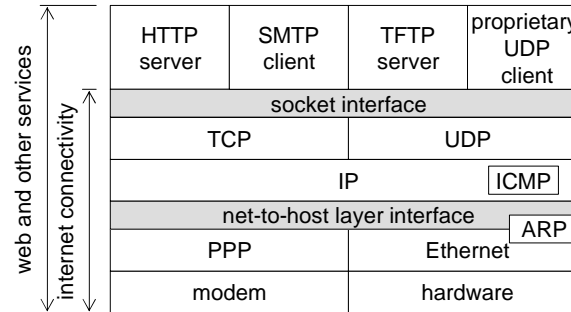 web and other services
internet connectivity
HTTP
server
SMTP
client
TFTP
server
proprietary
UDP
client
socket interface
TCP
UDP
IP
ICMP
net-to-host layer interface
ARP
PPP
Ethernet
modem
hardware